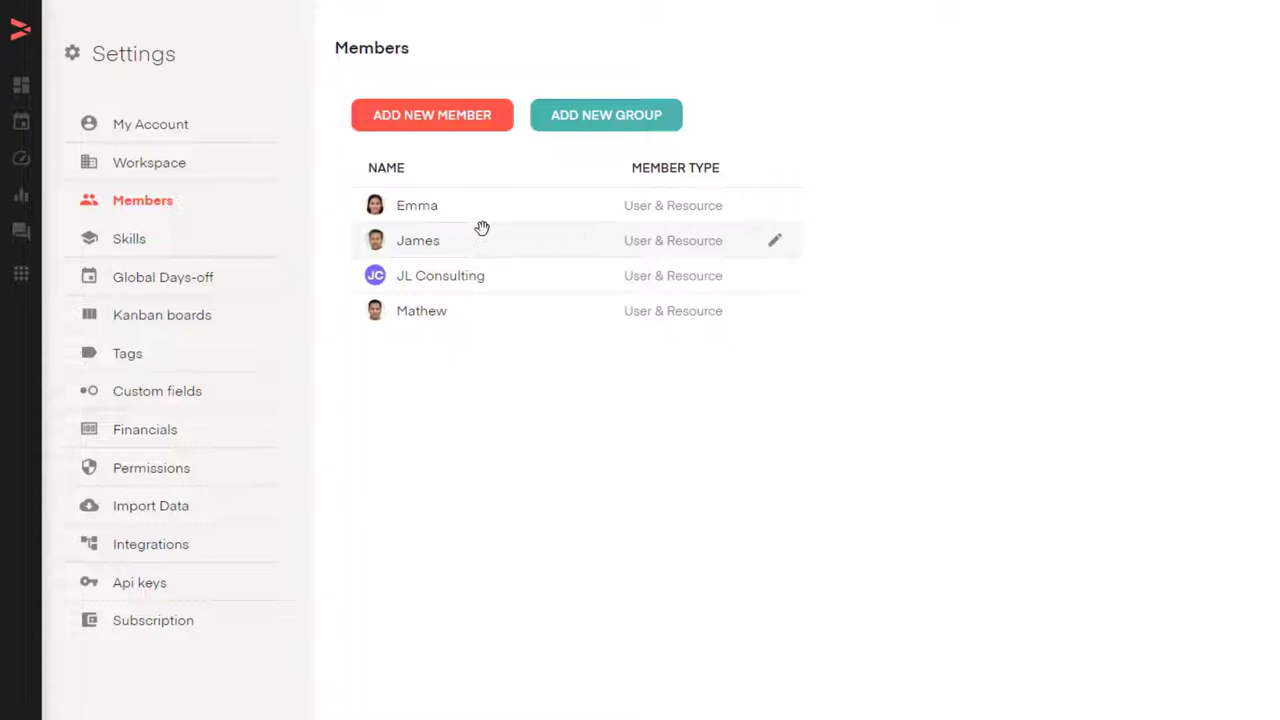 Settings
My Account
Workspace
Members
Skills
Global Days-off
Kanban boards
Tags
Custom fields
Financials
Permissions
Import Data
Integrations
Api keys
Subscription
Members
ADD NEW MEMBER ADD NEW GROUP
NAME MEMBER TYPE
Emma User & Resource
James User & Resource
JC JL Consulting User & Resource
Mathew User & Resource